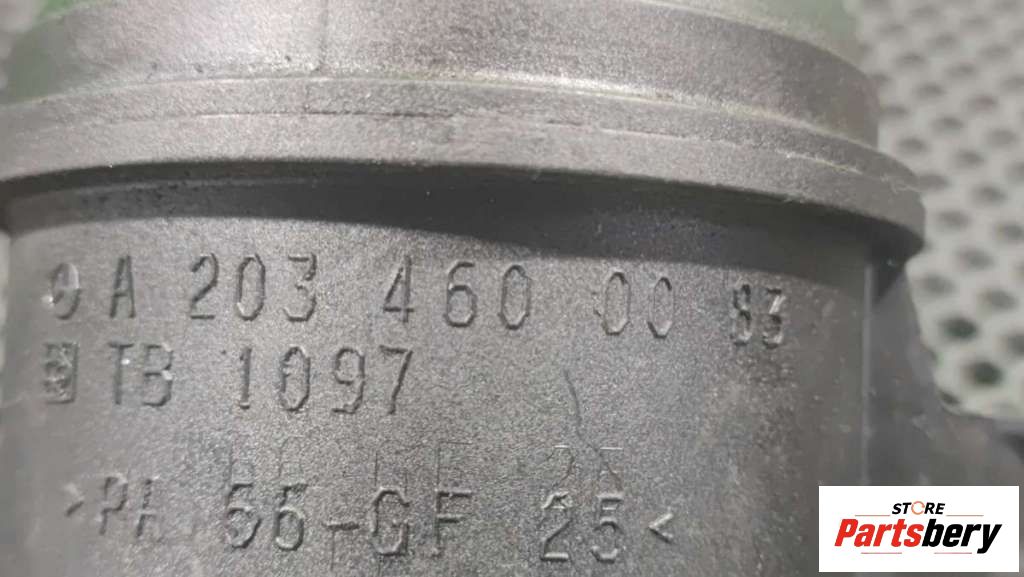 A 203 460 00 83
TB 1097
>PA 66-GF 25<
STORE
Partsbery